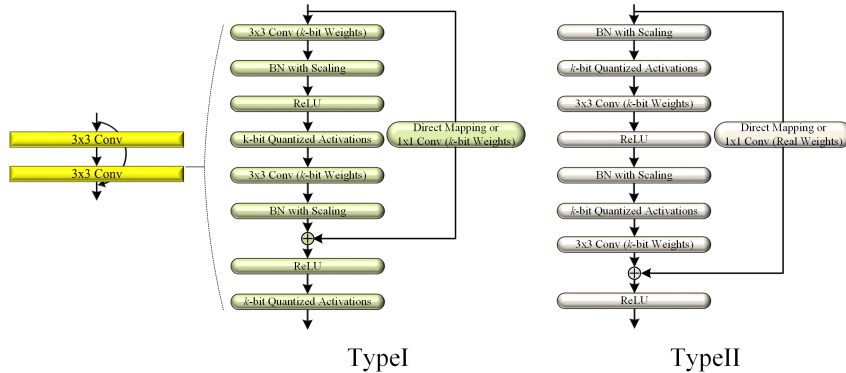 3x3 Conv
3x3 Conv
3x3 Conv (k-bit Weights)
BN with Scaling
ReLU
k-bit Quantized Activations
3x3 Conv (k-bit Weights)
BN with Scaling
ReLU
k-bit Quantized Activations
Direct Mapping or
1x1 Conv (k-bit Weights)
TypeI
BN with Scaling
k-bit Quantized Activations
3x3 Conv (k-bit Weights)
ReLU
BN with Scaling
k-bit Quantized Activations
3x3 Conv (k-bit Weights)
ReLU
Direct Mapping or
1x1 Conv (Real Weights)
TypeII